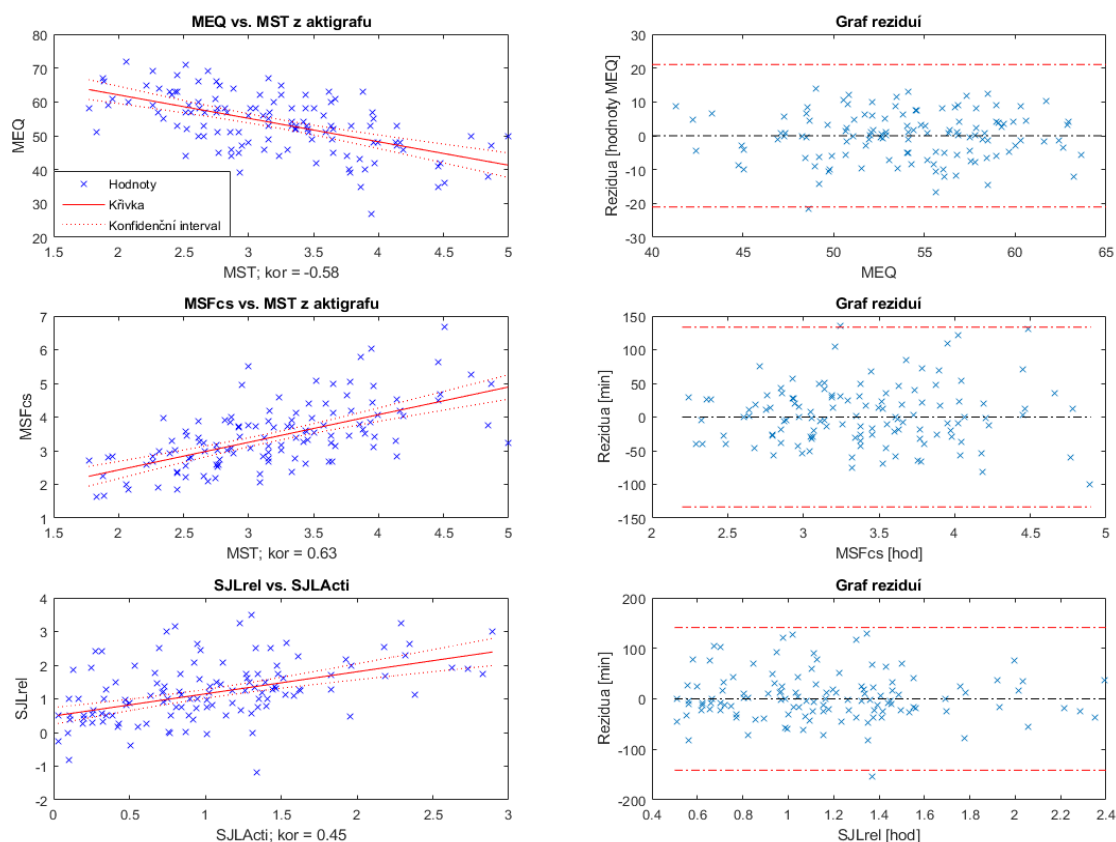 MEQ vs. MST z aktigrafu
80
70
60
50
40
30
20
MEQ
Hodnoty
Křivka
Konfidenční interval
1.5 2 2.5 3 3.5 4 4.5 5
MST; kor = -0.58
Graf reziduí
30
20
10
0
-10
-20
-30
Rezidua [hodnoty MEQ]
40 45 50 55 60 65
MEQ
MSFcs vs. MST z aktigrafu
7
6
5
4
3
2
1
MSFcs
1.5 2 2.5 3 3.5 4 4.5 5
MST; kor = 0.63
Graf reziduí
150
100
50
0
-50
-100
-150
Rezidua [min]
2 2.5 3 3.5 4 4.5 5
MSFcs [hod]
SJLrel vs. SJLActi
4
3
2
1
0
-1
-2
SJLrel
0 0.5 1 1.5 2 2.5 3
SJLActi; kor = 0.45
Graf reziduí
200
100
0
-100
-200
Rezidua [min]
0.4 0.6 0.8 1 1.2 1.4 1.6 1.8 2 2.2 2.4
SJLrel [hod]